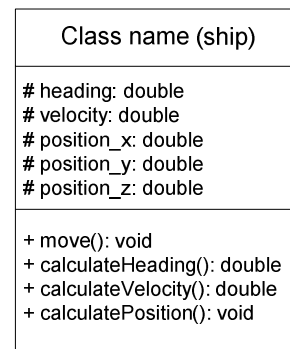 Class name (ship)
# heading: double
# velocity: double
# position_x: double
# position_y: double
# position_z: double
+ move(): void
+ calculateHeading(): double
+ calculateVelocity(): double
+ calculatePosition(): void